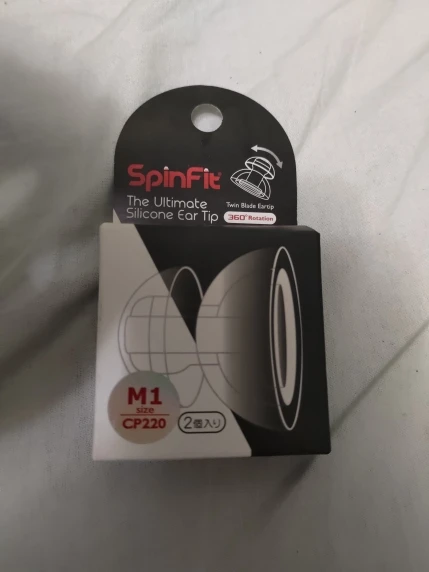 SpinFit
The Ultimate
Silicone Ear Tip
Twin Blade Eartip
360° Rotation
M1
size
CP220
2個入り